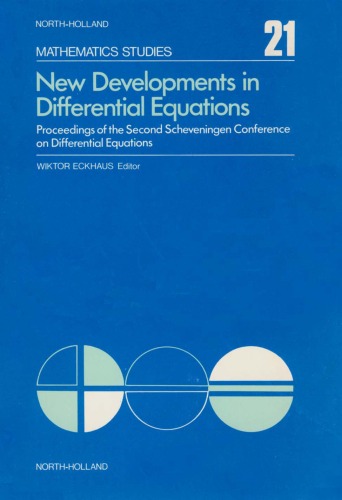 NORTH-HOLLAND
MATHEMATICS STUDIES 21
New Developments in
Differential Equations
Proceedings of the Second Scheveningen Conference
on Differential Equations
WIKTOR ECKHAUS Editor
NORTH-HOLLAND